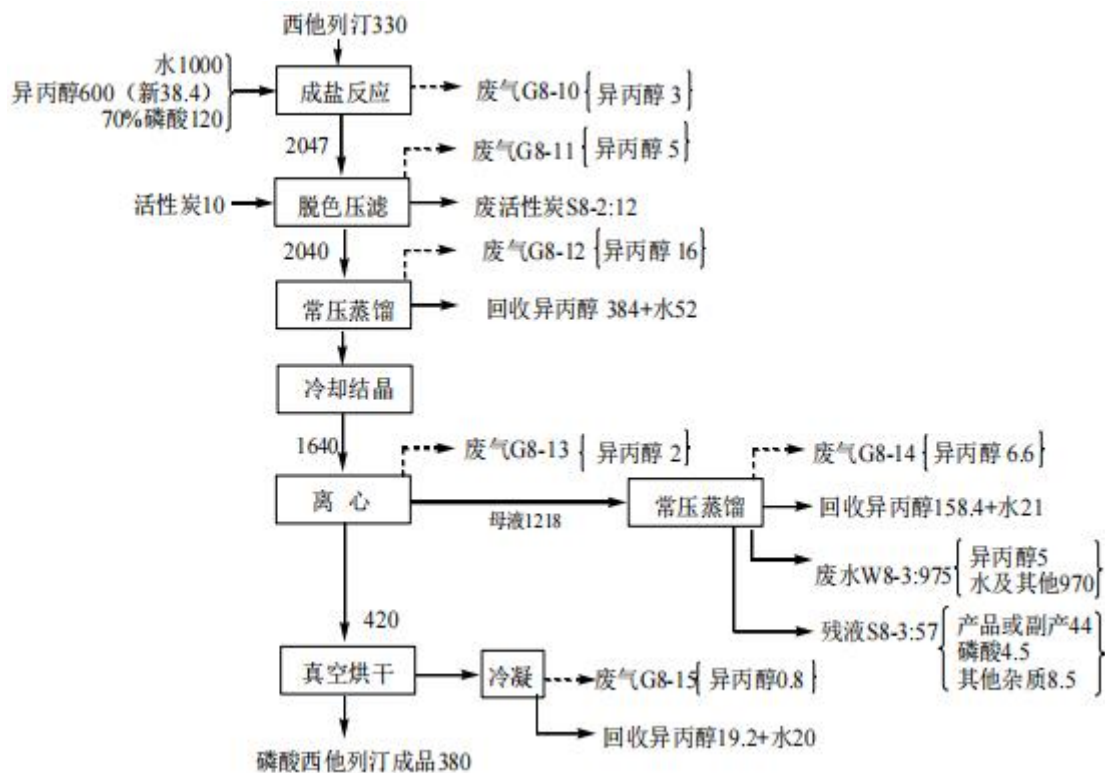 西他列汀330
水1000
异丙醇600（新38.4）
70%磷酸120
成盐反应
废气G8-10
异丙醇 3
2047
废气G8-11
异丙醇 5
活性炭10
脱色压滤
废活性炭S8-2:12
2040
废气G8-12
异丙醇 16
常压蒸馏
回收异丙醇 384+水52
冷却结晶
1640
废气G8-13
异丙醇 2
废气G8-14
异丙醇 6.6
离 心
母液1218
常压蒸馏
回收异丙醇158.4+水21
废水W8-3:975
异丙醇5
水及其他970
420
残液S8-3:57
产品或副产44
磷酸4.5
其他杂质8.5
真空烘干
冷凝
废气G8-15
异丙醇0.8
回收异丙醇19.2+水20
磷酸西他列汀成品380